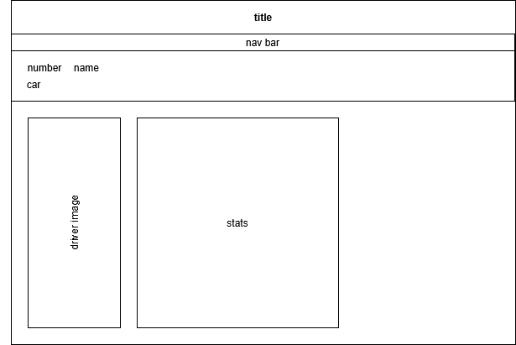 title
nav bar
number name
car
driver image
stats